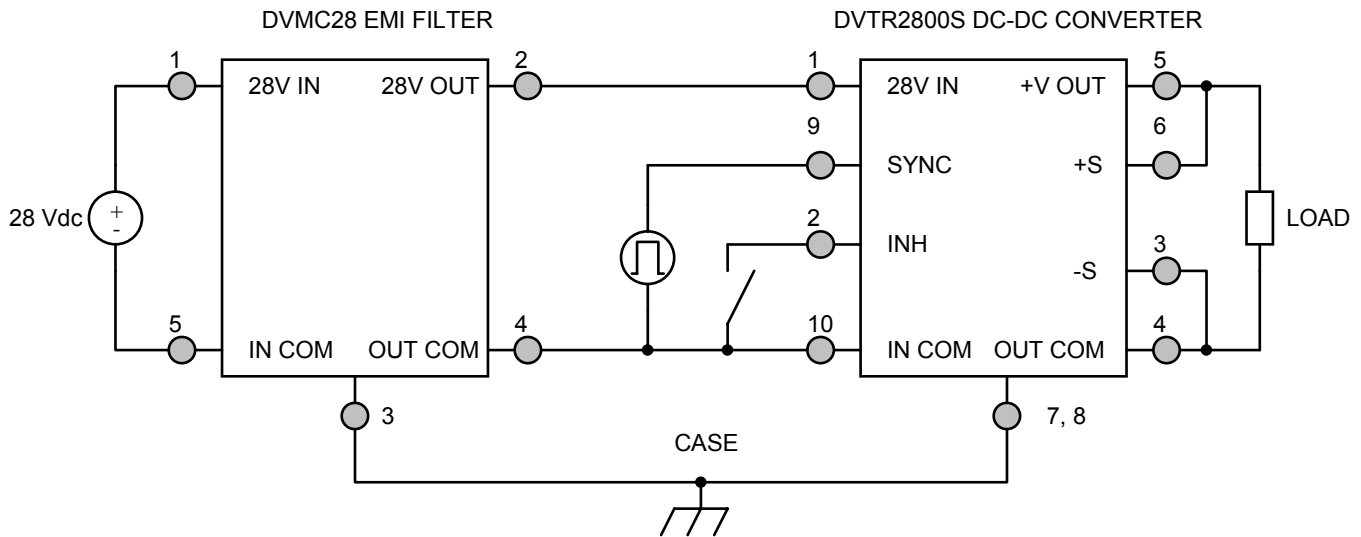 DVMC28 EMI FILTER
DVTR2800S DC-DC CONVERTER
1
2
1
5
28V IN
28V OUT
28V IN
+V OUT
9
6
SYNC
+S
28 Vdc
+
-
2
LOAD
INH
3
-S
5
4
10
4
IN COM
OUT COM
IN COM
OUT COM
3
7, 8
CASE